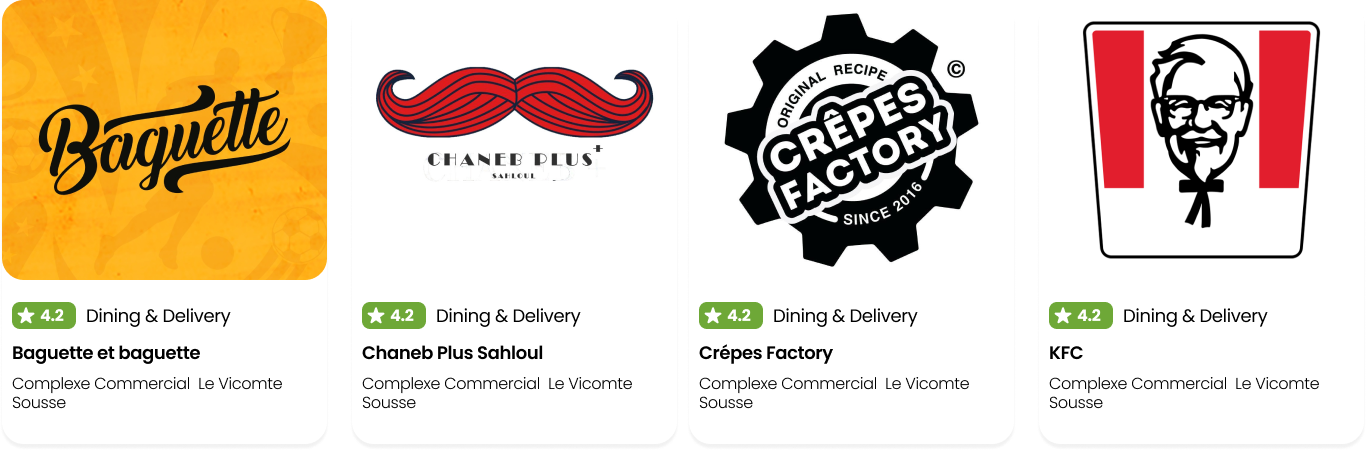 Baguette
CHANEB PLUS+
SAHLOUL
ORIGINAL RECIPE
CRÊPES
FACTORY
SINCE 2016
©
4.2 Dining & Delivery
Baguette et baguette
Complexe Commercial Le Vicomte
Sousse
4.2 Dining & Delivery
Chaneb Plus Sahloul
Complexe Commercial Le Vicomte
Sousse
4.2 Dining & Delivery
Crépes Factory
Complexe Commercial Le Vicomte
Sousse
4.2 Dining & Delivery
KFC
Complexe Commercial Le Vicomte
Sousse